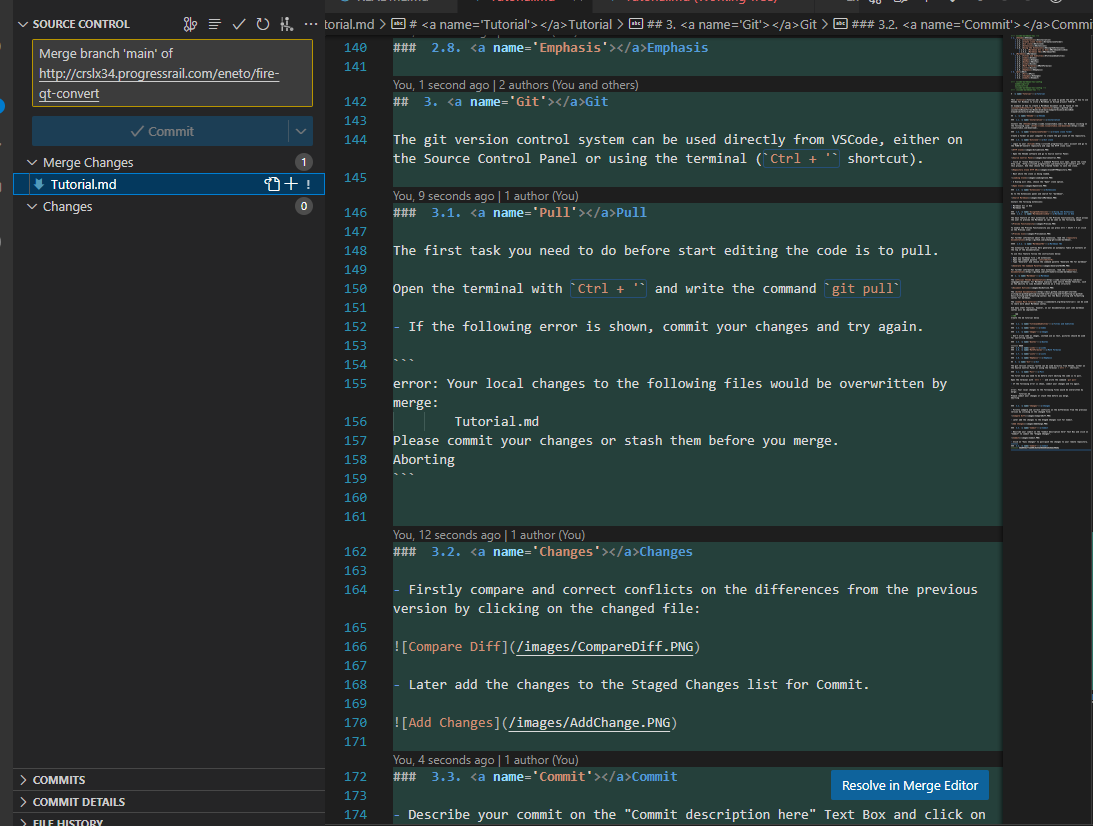 SOURCE CONTROL
Merge branch 'main' of
http://crslx34.progressrail.com/eneto/fire-
qt-convert
Commit
Merge Changes 1
Tutorial.md !
Changes 0
COMMITS
COMMIT DETAILS
FILE HISTORY
torial.md > # <a name='Tutorial'></a>Tutorial > ## 3. <a name='Git'></a>Git > ### 3.2. <a name='Commit'></a>Commi
140 ### 2.8. <a name='Emphasis'></a>Emphasis
141
You, 1 second ago | 2 authors (You and others)
142 ## 3. <a name='Git'></a>Git
143
144 The git version control system can be used directly from VSCode, either on
the Source Control Panel or using the terminal (`Ctrl + '` shortcut).
145
You, 9 seconds ago | 1 author (You)
146 ### 3.1. <a name='Pull'></a>Pull
147
148 The first task you need to do before start editing the code is to pull.
149
150 Open the terminal with `Ctrl + '` and write the command `git pull`
151
152 - If the following error is shown, commit your changes and try again.
153
154 ```
155 error: Your local changes to the following files would be overwritten by
merge:
156 Tutorial.md
157 Please commit your changes or stash them before you merge.
158 Aborting
159 ```
160
161
You, 12 seconds ago | 1 author (You)
162 ### 3.2. <a name='Changes'></a>Changes
163
164 - Firstly compare and correct conflicts on the differences from the previous
version by clicking on the changed file:
165
166 ![Compare Diff](/images/CompareDiff.PNG)
167
168 - Later add the changes to the Staged Changes list for Commit.
169
170 ![Add Changes](/images/AddChange.PNG)
171
You, 4 seconds ago | 1 author (You)
172 ### 3.3. <a name='Commit'></a>Commit
173
174 - Describe your commit on the "Commit description here" Text Box and click on
Resolve in Merge Editor